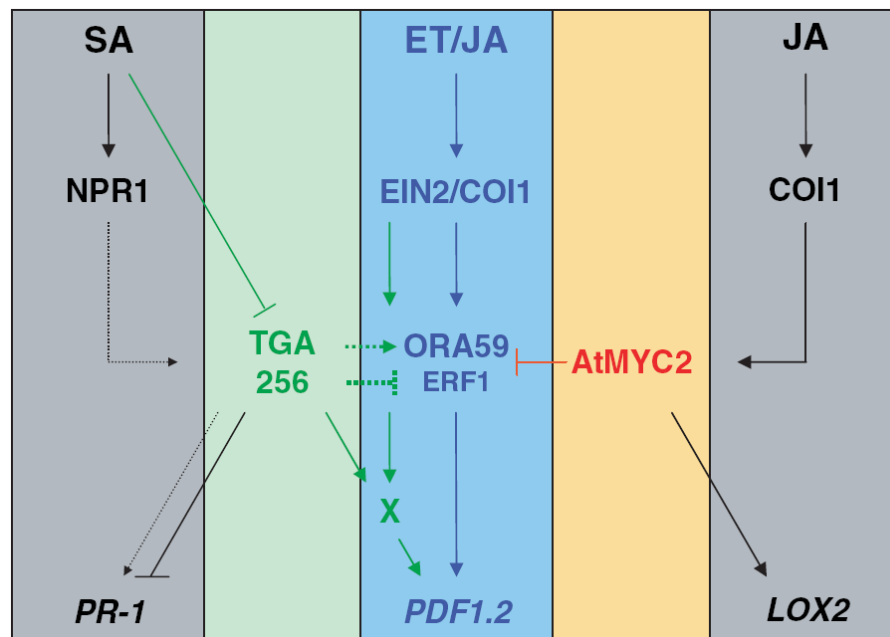 SA
ET/JA
JA
NPR1
EIN2/COI1
COI1
TGA
256
ORA59
ERF1
AtMYC2
X
PR-1
PDF1.2
LOX2